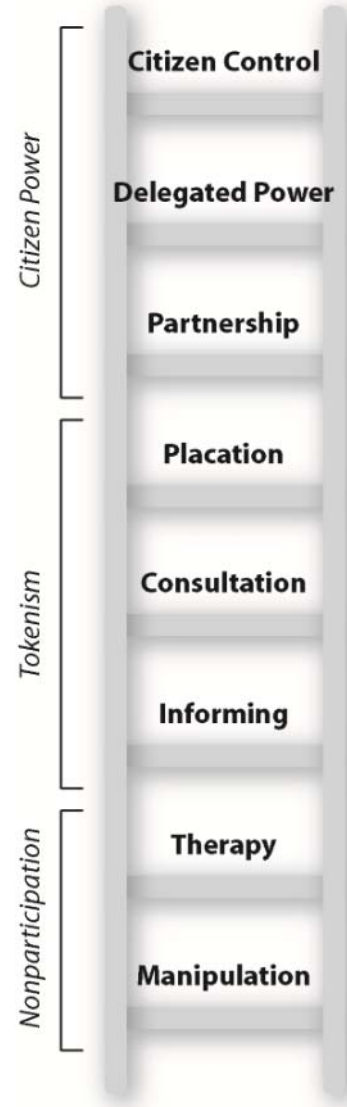 Citizen Power
Citizen Control
Delegated Power
Partnership
Tokenism
Placation
Consultation
Informing
Nonparticipation
Therapy
Manipulation